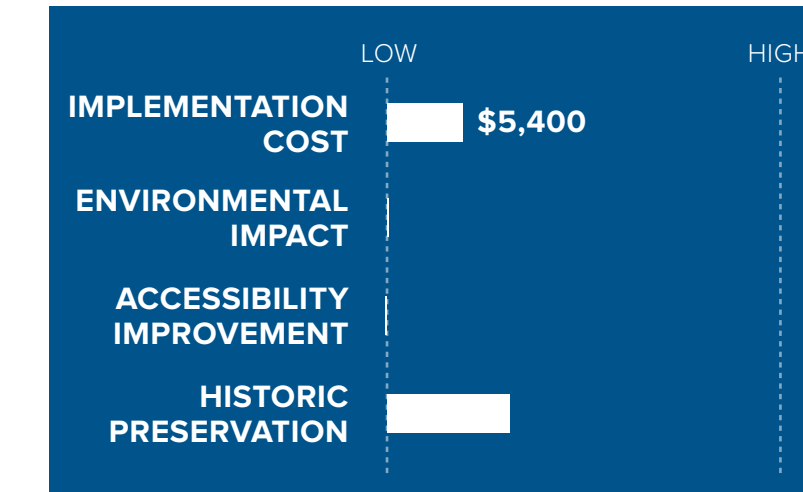 LOW
HIGH
IMPLEMENTATION
COST
$5,400
ENVIRONMENTAL
IMPACT
ACCESSIBILITY
IMPROVEMENT
HISTORIC
PRESERVATION